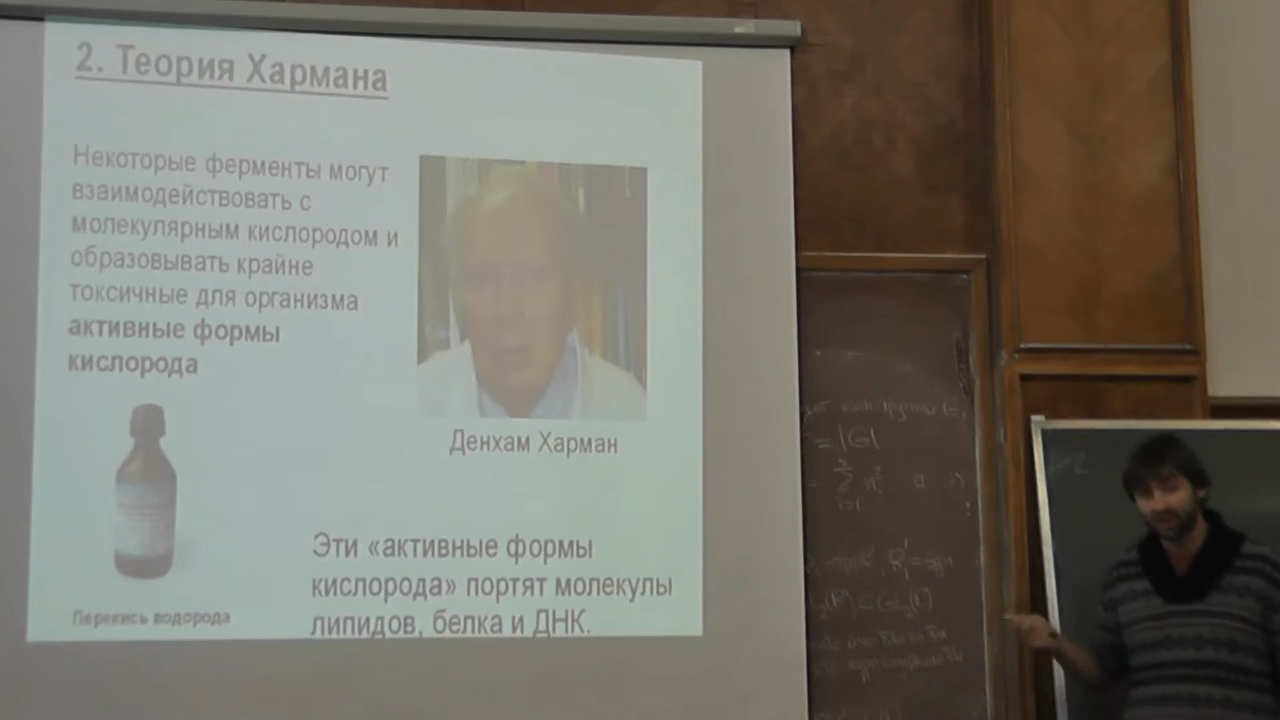 2. Теория Хармана
Некоторые ферменты могут
взаимодействовать с
молекулярным кислородом и
образовывать крайне
токсичные для организма
активные формы
кислорода
Денхам Харман
Эти «активные формы
кислорода» портят молекулы
липидов, белка и ДНК.
Перекись водорода
= |G|